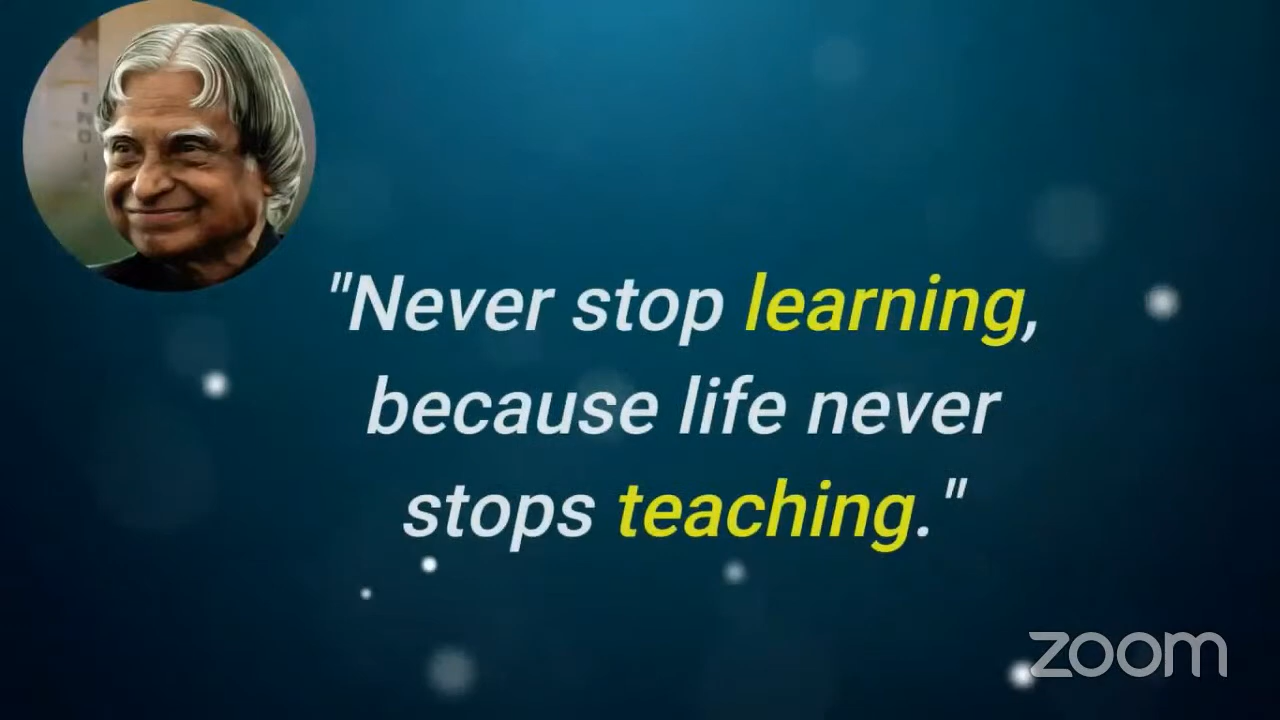 "Never stop learning,
because life never
stops teaching."
zoom